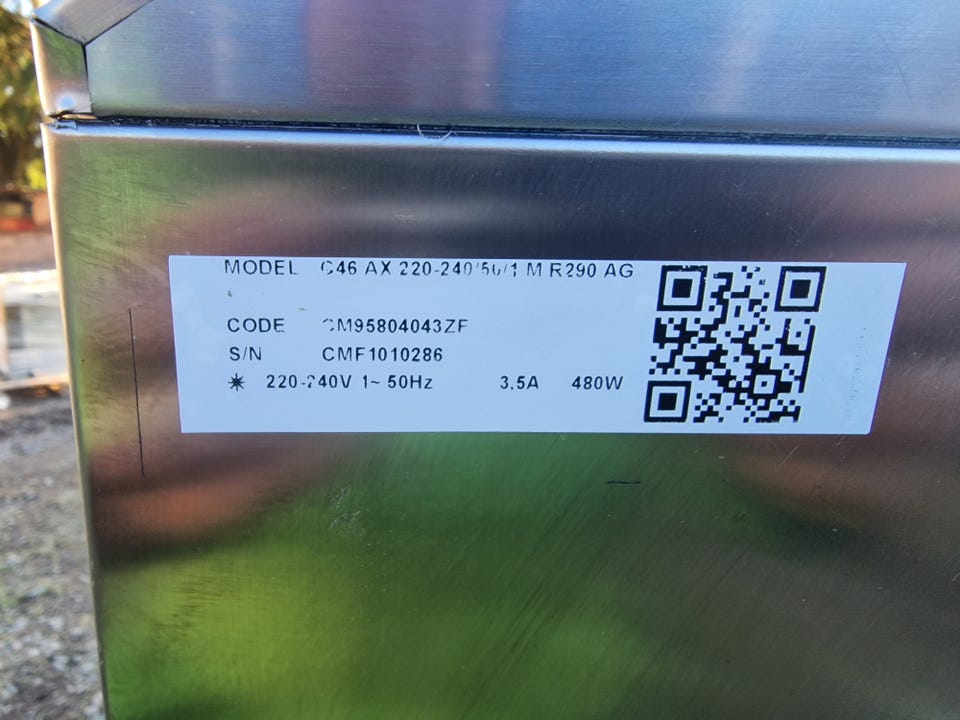 MODEL C46 AX 220-240/50/1 M R290 AG
CODE CM95804043ZF
S/N CMF1010286
220-240V 1~ 50Hz 3.5A 480W